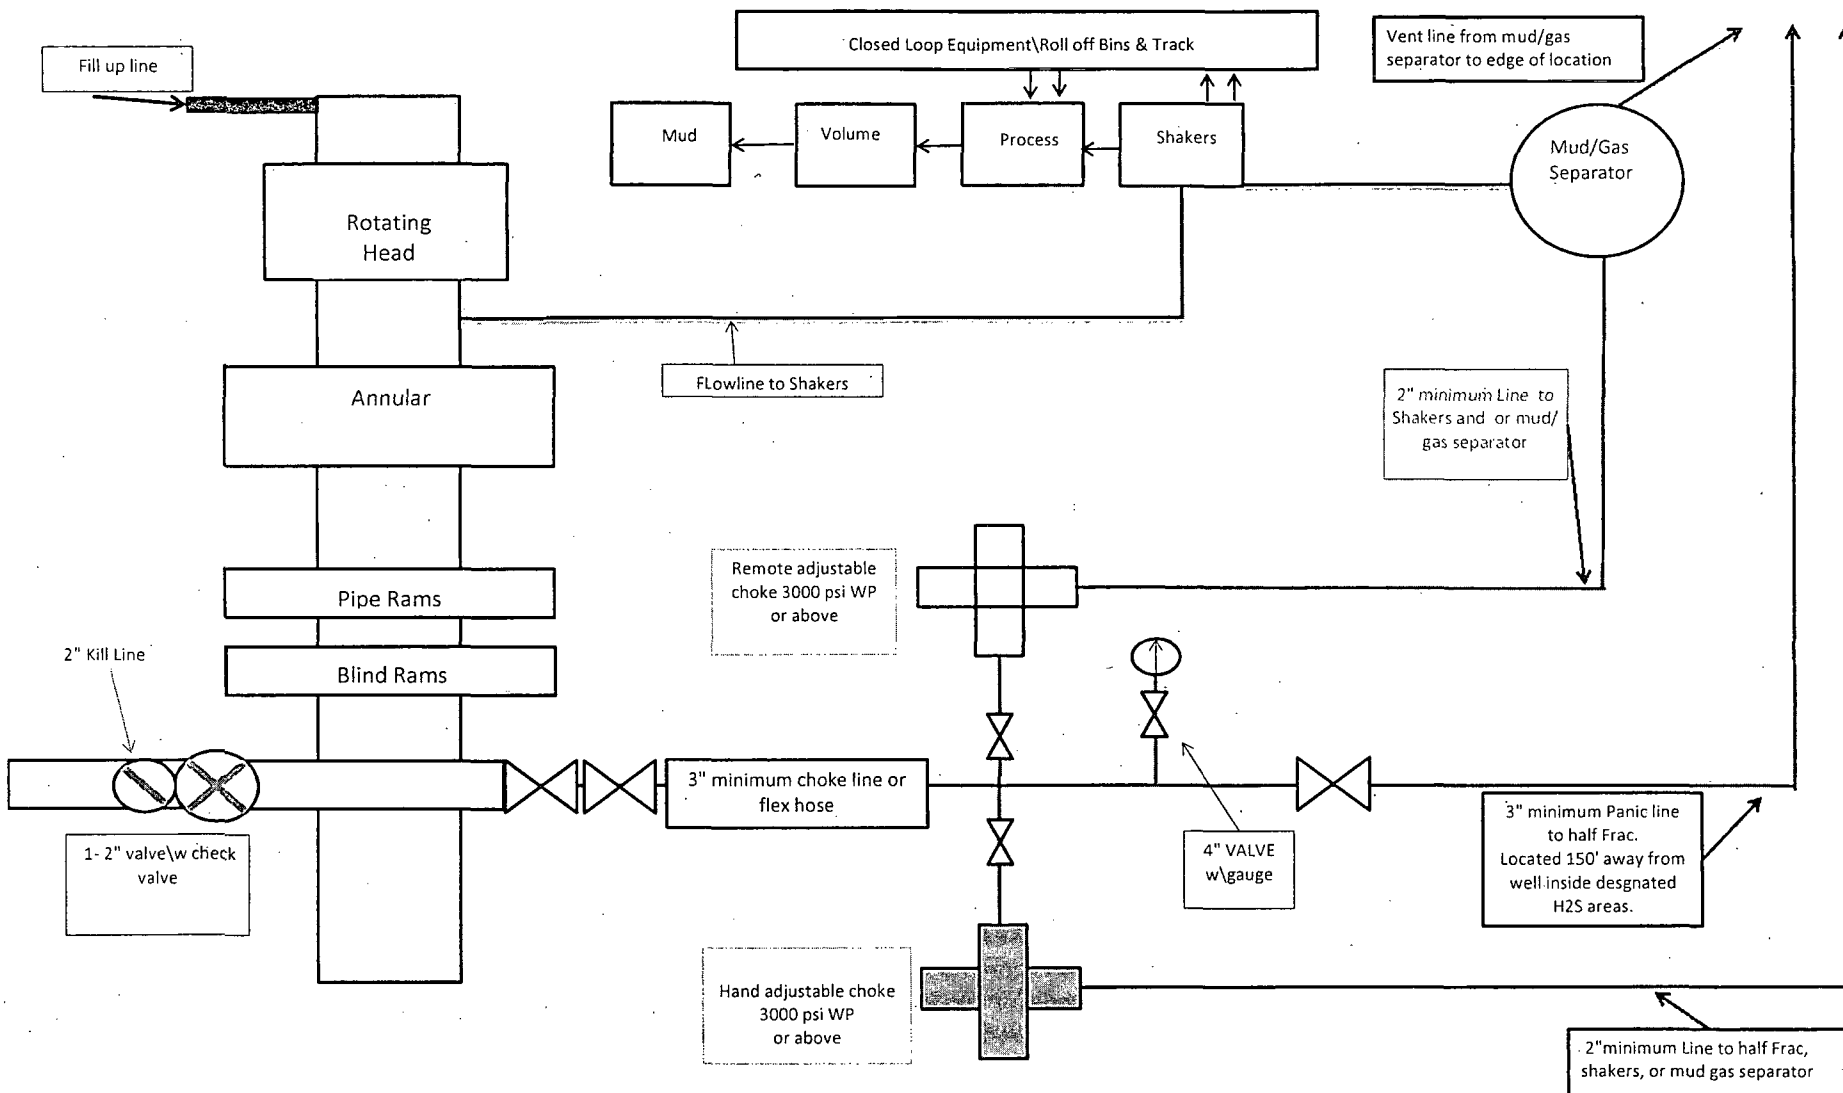 Closed Loop Equipment\Roll off Bins & Track
Vent line from mud/gas
separator to edge of location
Fill up line
Mud
Volume
Process
Shakers
Mud/Gas
Separator
Rotating
Head
FLowline to Shakers
Annular
2" minimum Line to
Shakers and or mud/
gas separator
Remote adjustable
choke 3000 psi WP
or above
Pipe Rams
2" Kill Line
Blind Rams
3" minimum choke line or
flex hose
1- 2" valve\w check
valve
4" VALVE
w\gauge
3" minimum Panic line
to half Frac.
Located 150' away from
well inside desgnated
H2S areas.
Hand adjustable choke
3000 psi WP
or above
2"minimum Line to half Frac,
shakers, or mud gas separator